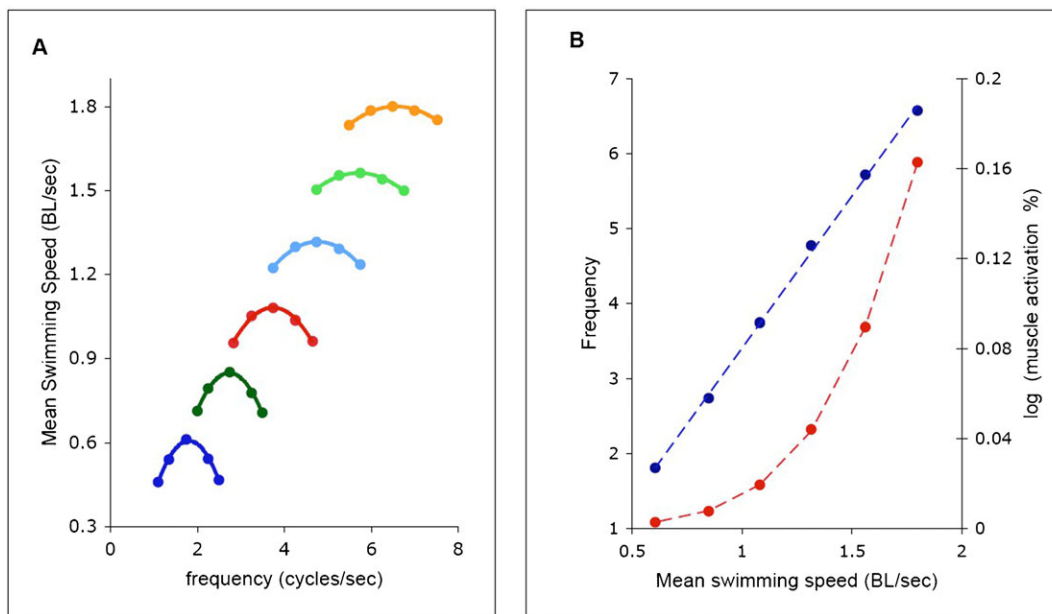 A
Mean Swimming Speed (BL/sec)
1.8
1.5
1.2
0.9
0.6
0.3
0 2 4 6 8
frequency (cycles/sec)
B
Frequency
7
6
5
4
3
2
1
0.2
0.16
0.12
0.08
0.04
0
log (muscle activation %)
0.5 1 1.5 2
Mean swimming speed (BL/sec)